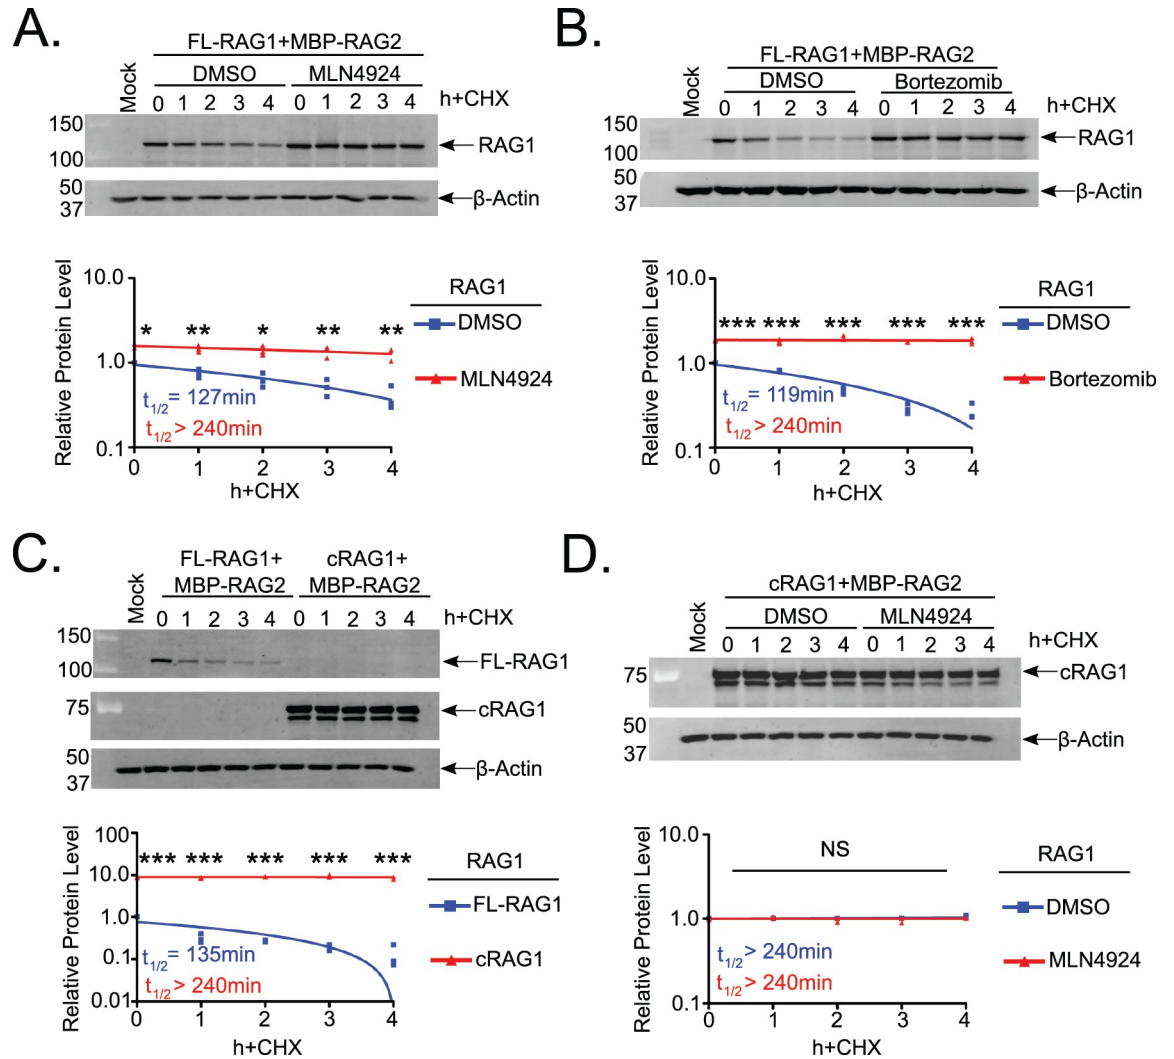 A.
FL-RAG1+MBP-RAG2
Mock
DMSO MLN4924
0 1 2 3 4 0 1 2 3 4 h+CHX
150
100
RAG1
50
37
β-Actin
10.0
1.0
0.1
Relative Protein Level
* ** * ** **
t1/2= 127min
t1/2> 240min
0 1 2 3 4
h+CHX
RAG1
DMSO
MLN4924
B.
FL-RAG1+MBP-RAG2
Mock
DMSO Bortezomib
0 1 2 3 4 0 1 2 3 4 h+CHX
150
100
RAG1
50
37
β-Actin
10.0
1.0
0.1
Relative Protein Level
*** *** *** *** ***
t1/2= 119min
t1/2> 240min
0 1 2 3 4
h+CHX
RAG1
DMSO
Bortezomib
C.
FL-RAG1+ cRAG1+
MBP-RAG2 MBP-RAG2
Mock
0 1 2 3 4 0 1 2 3 4 h+CHX
150
100
FL-RAG1
75
cRAG1
50
37
β-Actin
100
10.0
1.0
0.1
0.01
Relative Protein Level
*** *** *** *** ***
t1/2= 135min
t1/2> 240min
0 1 2 3 4
h+CHX
RAG1
FL-RAG1
cRAG1
D.
cRAG1+MBP-RAG2
Mock
DMSO MLN4924
0 1 2 3 4 0 1 2 3 4 h+CHX
75
cRAG1
50
37
β-Actin
10.0
1.0
0.1
Relative Protein Level
NS
t1/2> 240min
t1/2> 240min
0 1 2 3 4
h+CHX
RAG1
DMSO
MLN4924